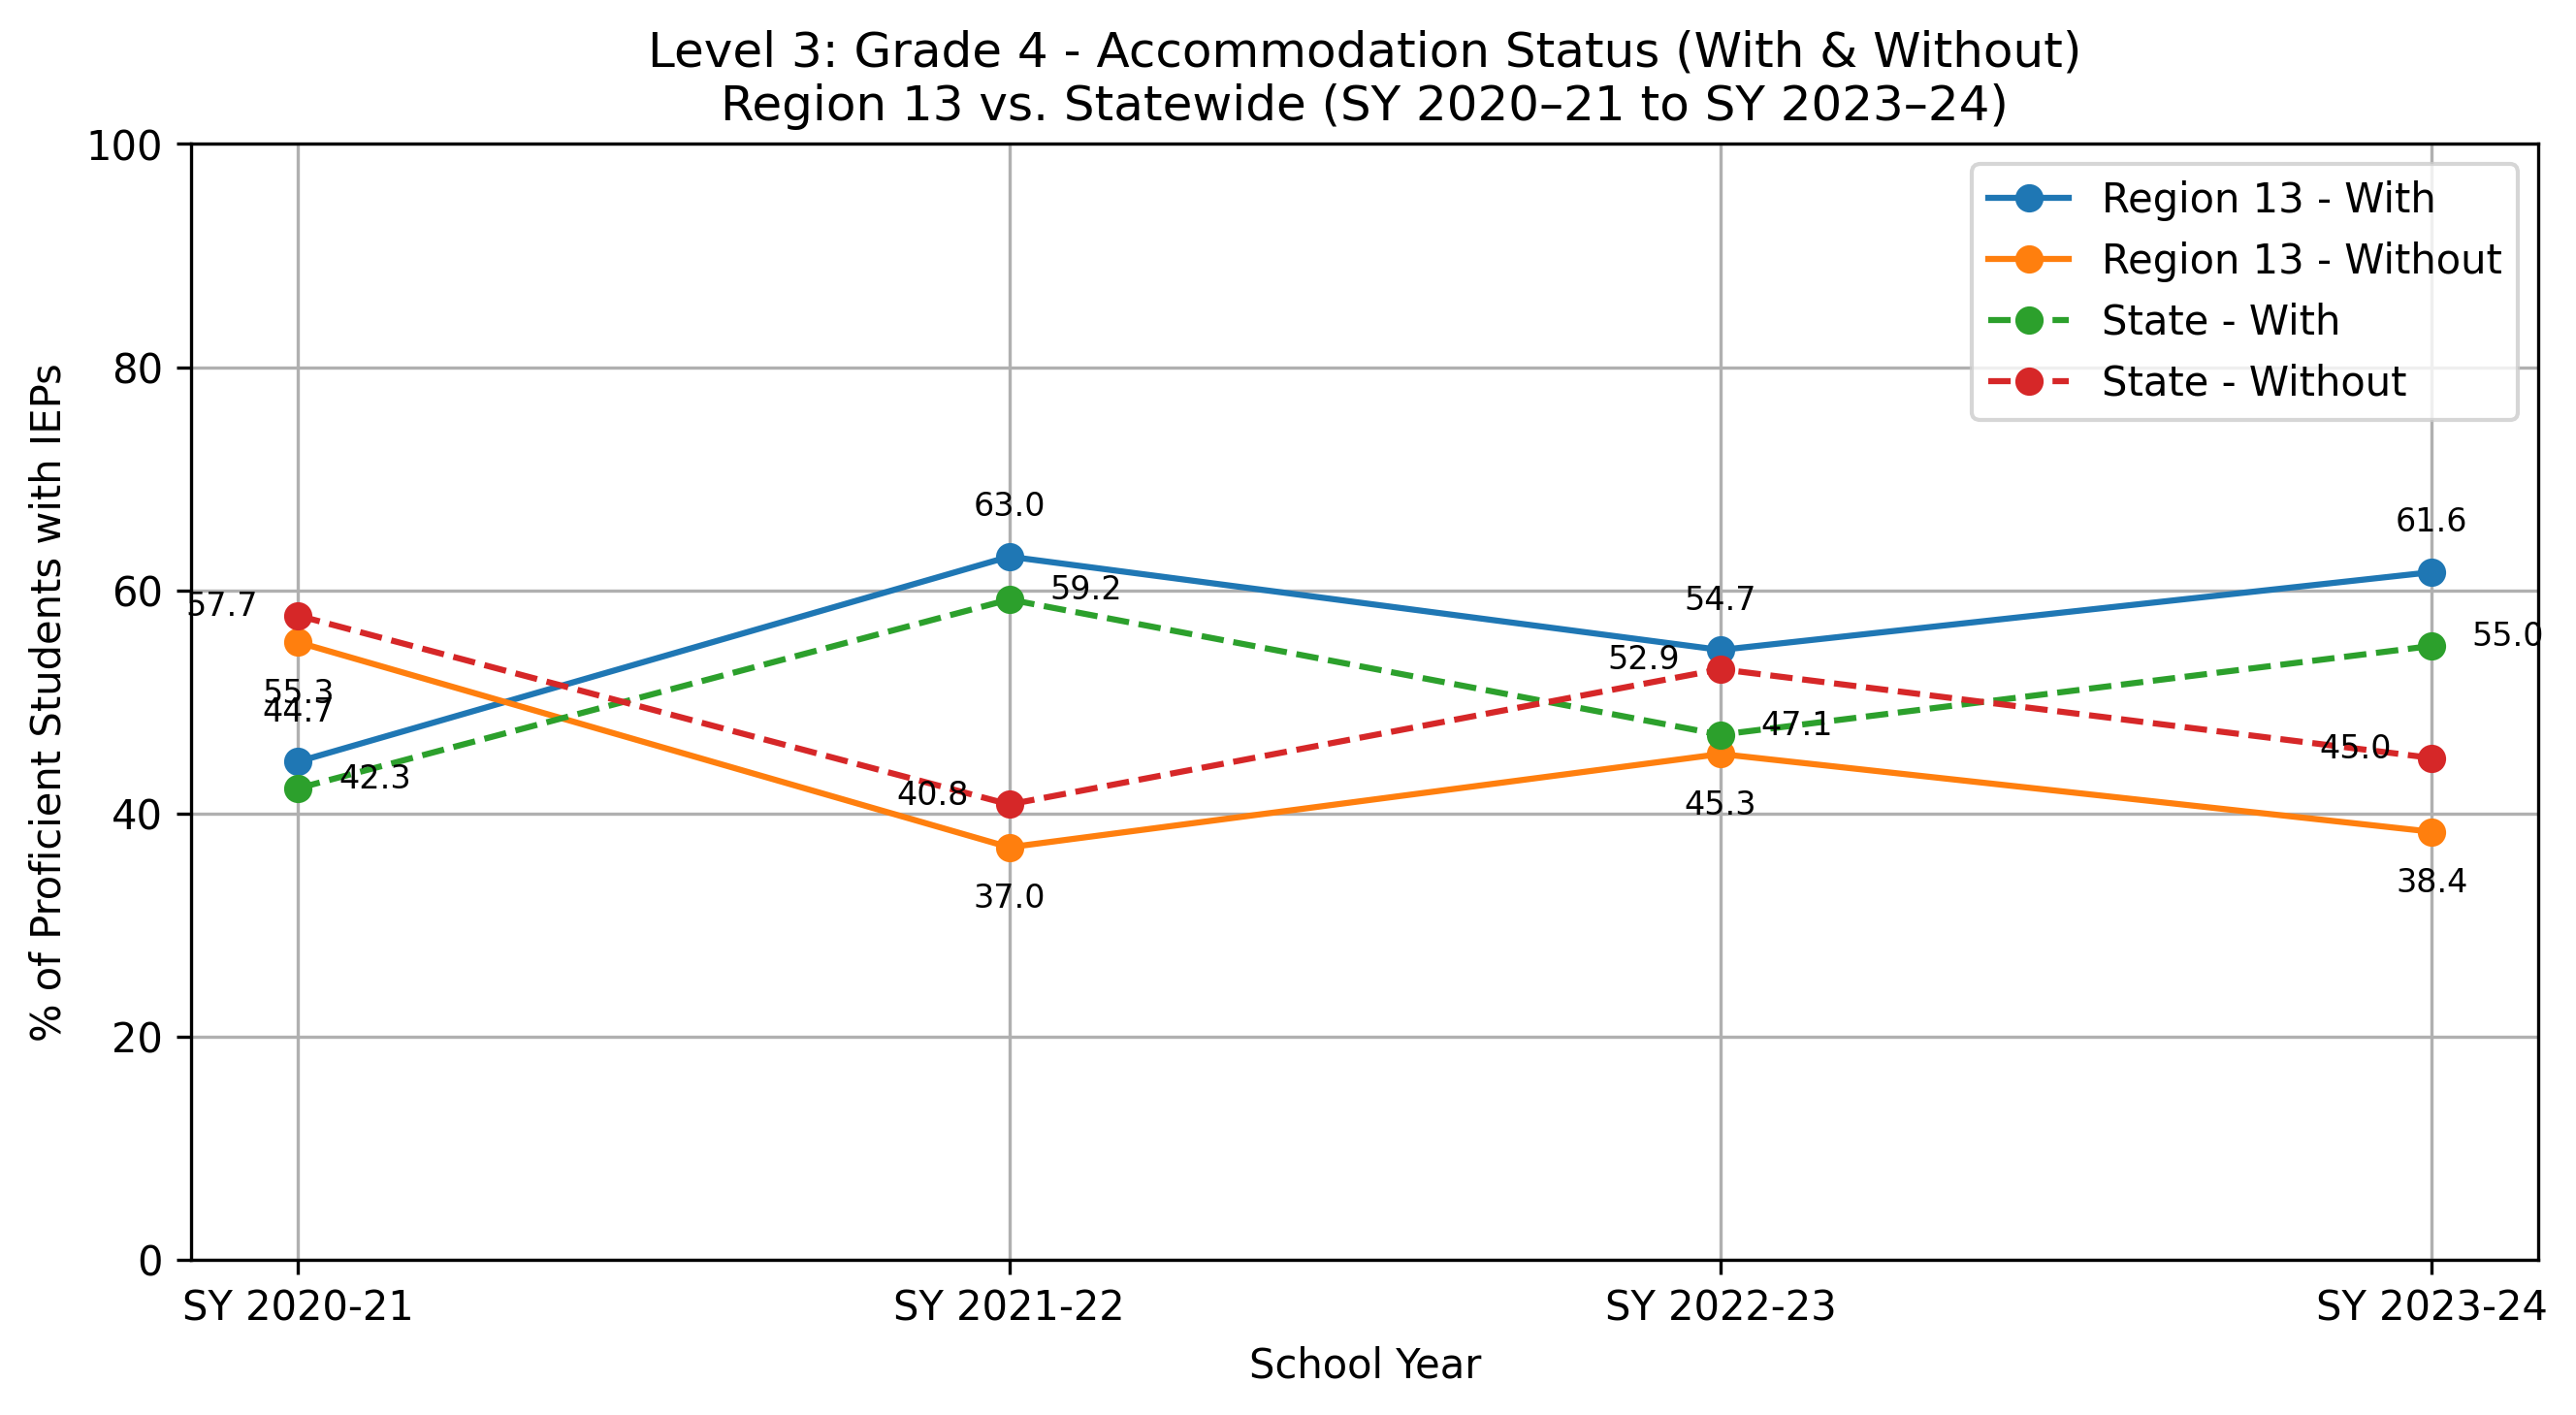 Level 3: Grade 4 - Accommodation Status (With & Without)
Region 13 vs. Statewide (SY 2020–21 to SY 2023–24)
% of Proficient Students with IEPs
100
80
60
40
20
0
Region 13 - With
Region 13 - Without
State - With
State - Without
57.7
55.3
44.7
42.3
63.0
59.2
40.8
37.0
54.7
52.9
47.1
45.3
61.6
55.0
45.0
38.4
SY 2020-21
SY 2021-22
SY 2022-23
SY 2023-24
School Year